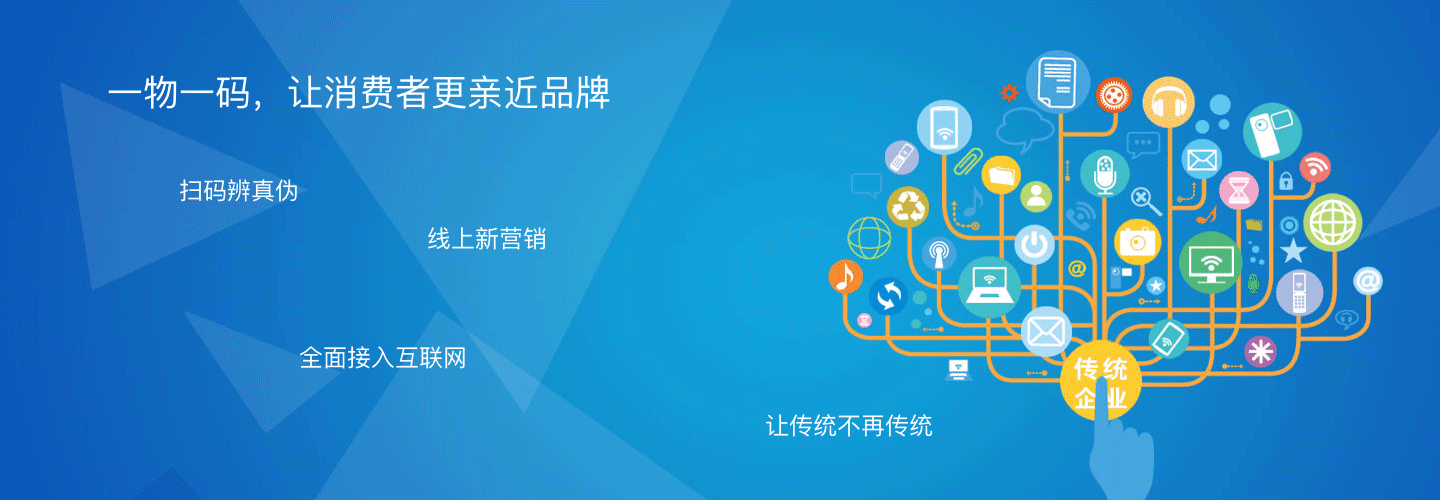 一物一码，让消费者更亲近品牌
扫码辨真伪
线上新营销
全面接入互联网
传统
企业
让传统不再传统